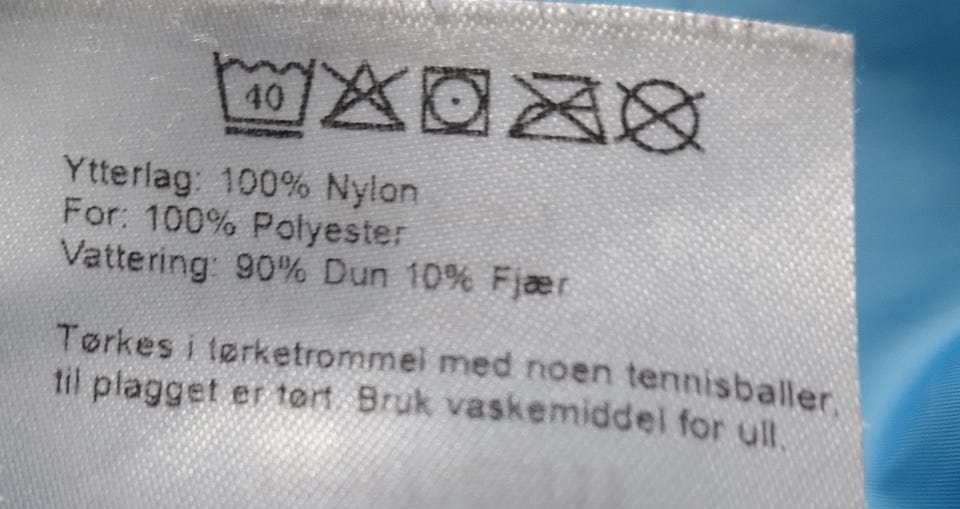 40
Ytterlag: 100% Nylon
For: 100% Polyester
Vattering: 90% Dun 10% Fjær
Tørkes i tørketrommel med noen tennisballer,
til plagget er tørt. Bruk vaskemiddel for ull.